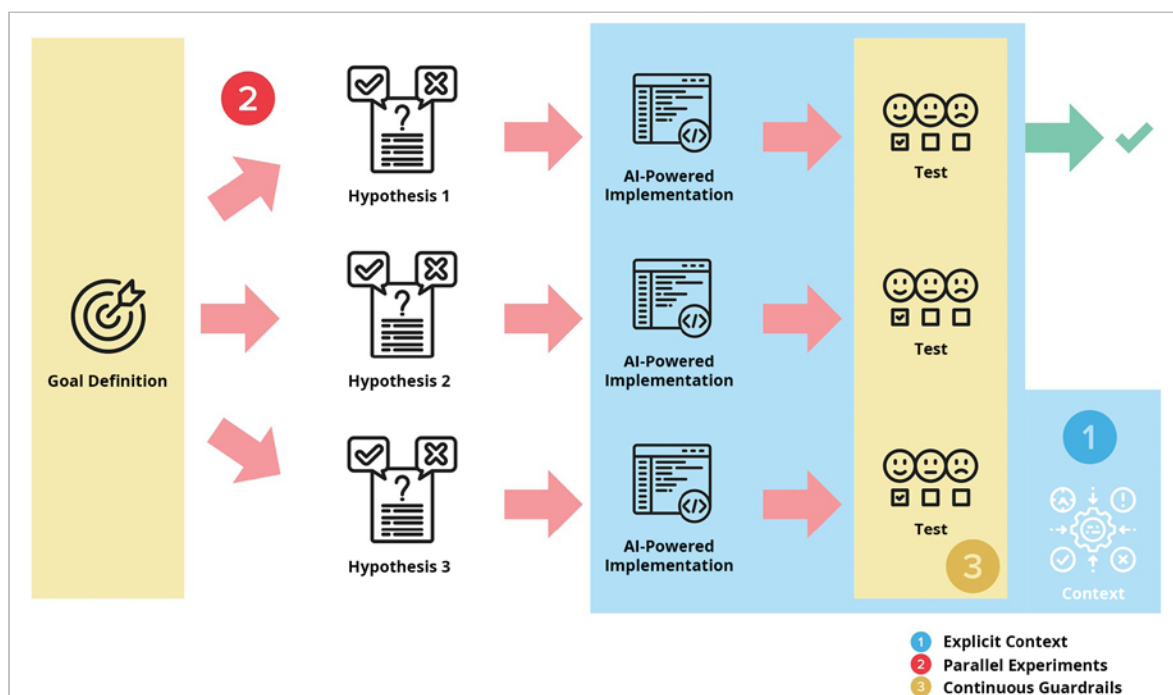 2
Hypothesis 1
AI-Powered
Implementation
Test
Goal Definition
Hypothesis 2
AI-Powered
Implementation
Test
Hypothesis 3
AI-Powered
Implementation
Test
3
1
Context
1 Explicit Context
2 Parallel Experiments
3 Continuous Guardrails